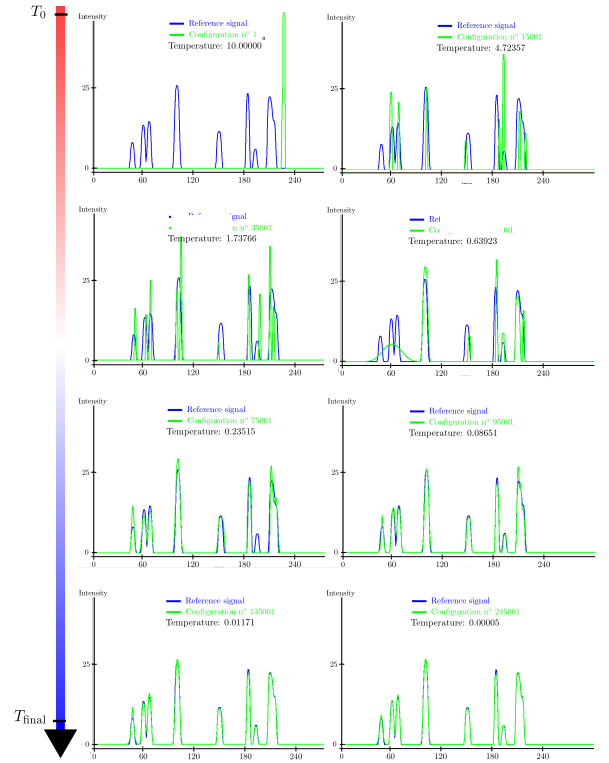 T0
Intensity
Reference signal
Configuration n° 1
Temperature: 10.00000
25
0
0 60 120 180 240
Intensity
Reference signal
Configuration n° 15001
Temperature: 4.72357
25
0
0 60 120 180 240
Intensity
signal
n° 35001
Temperature: 1.73766
25
0
0 60 120 180 240
Intensity
Temperature: 0.63923
25
0
0 60 120 180 240
Intensity
Reference signal
Configuration n° 75001
Temperature: 0.23515
25
0
0 60 120 180 240
Intensity
Reference signal
Configuration n° 95001
Temperature: 0.08651
25
0
0 60 120 180 240
Intensity
Reference signal
Configuration n° 135001
Temperature: 0.01171
25
0
0 60 120 180 240
Intensity
Reference signal
Configuration n° 245001
Temperature: 0.00005
25
0
0 60 120 180 240
Tfinal